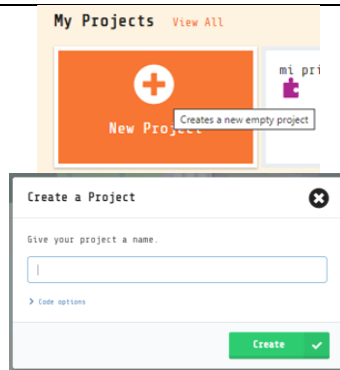 My Projects View All
mi pri
Creates a new empty project
New Project
Create a Project
Give your project a name.
> Code options
Create